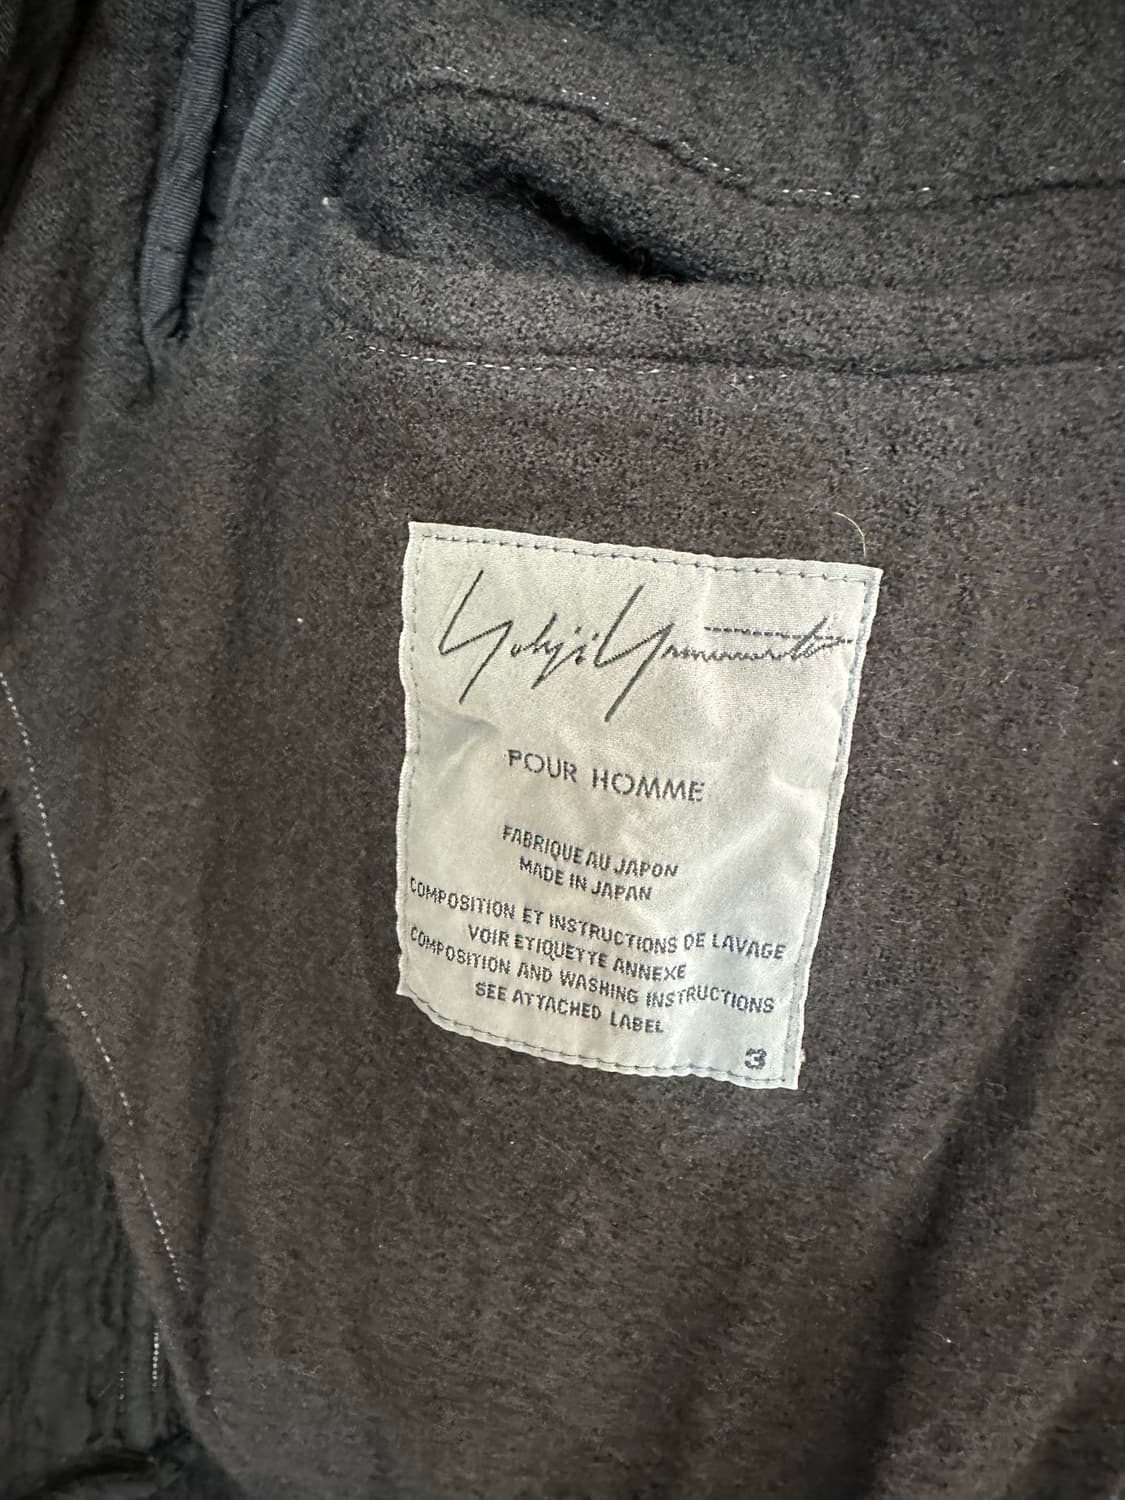 Yohji Yamamoto
POUR HOMME
FABRIQUE AU JAPON
MADE IN JAPAN
COMPOSITION ET INSTRUCTIONS DE LAVAGE
VOIR ETIQUETTE ANNEXE
COMPOSITION AND WASHING INSTRUCTIONS
SEE ATTACHED LABEL
3